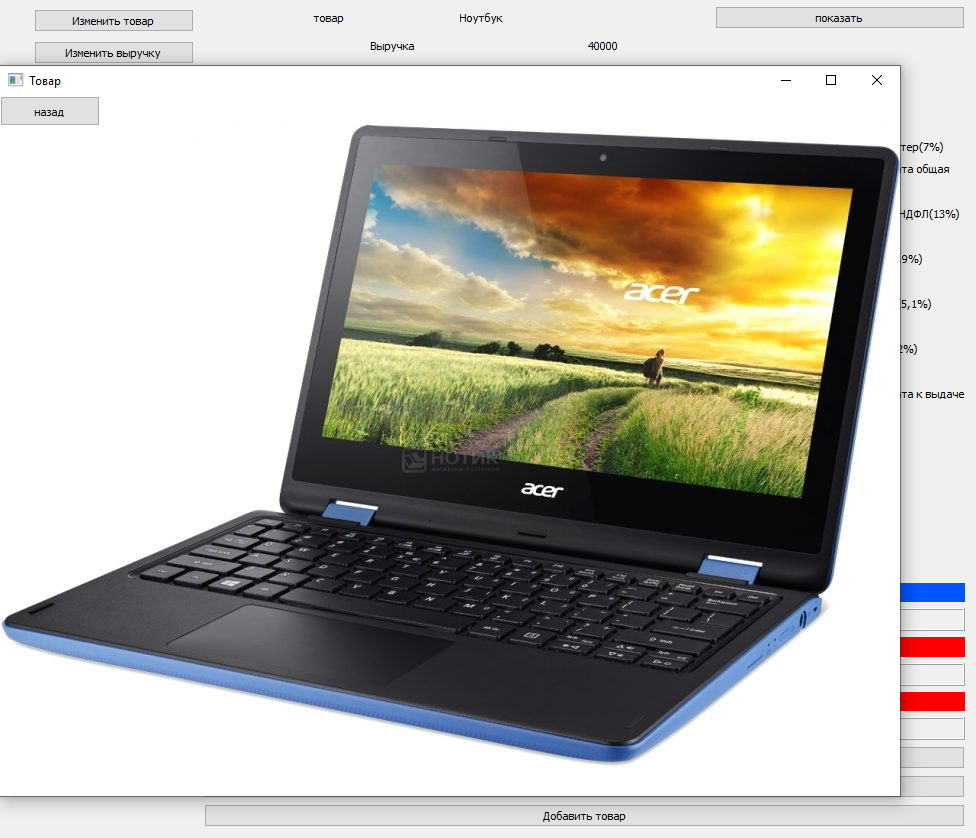 Изменить товар
товар
Ноутбук
показать
Изменить выручку
Выручка
40000
Товар
назад
тер(7%)
та общая
НДФЛ(13%)
9%)
5,1%)
2%)
та к выдаче
acer
НОТИК
acer
Добавить товар